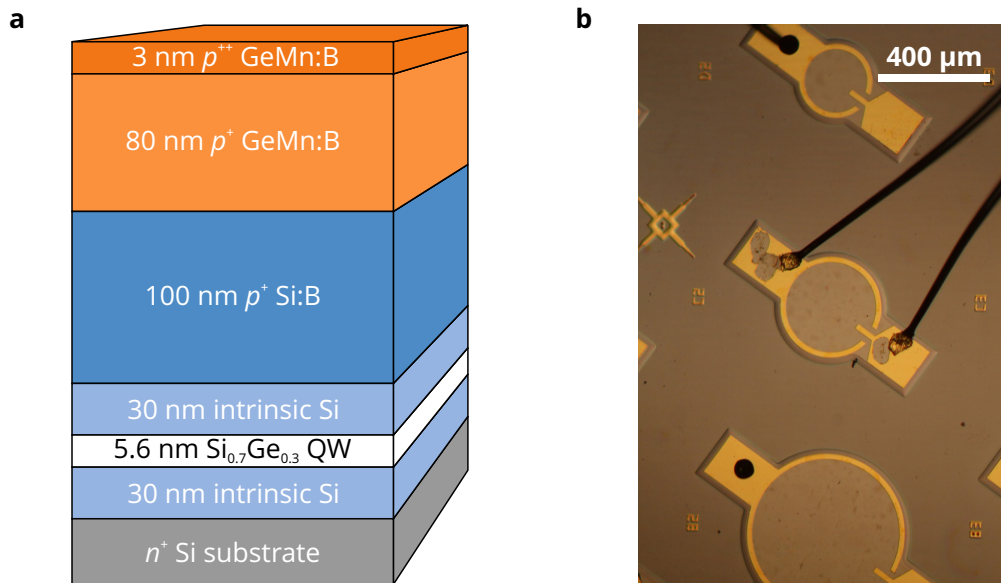 a
3 nm p⁺⁺ GeMn:B
80 nm p⁺ GeMn:B
100 nm p⁺ Si:B
30 nm intrinsic Si
5.6 nm Si₀.₇Ge₀.₃ QW
30 nm intrinsic Si
n⁺ Si substrate
b
400 µm